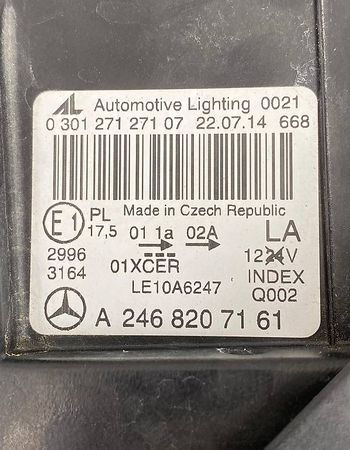 AL Automotive Lighting 0021
0 301 271 271 07 22.07.14 668
Made in Czech Republic
E1 PL 17,5 01 1a 02A LA
2996 1224V
3164 01XCER INDEX
LE10A6247 Q002
A 246 820 71 61